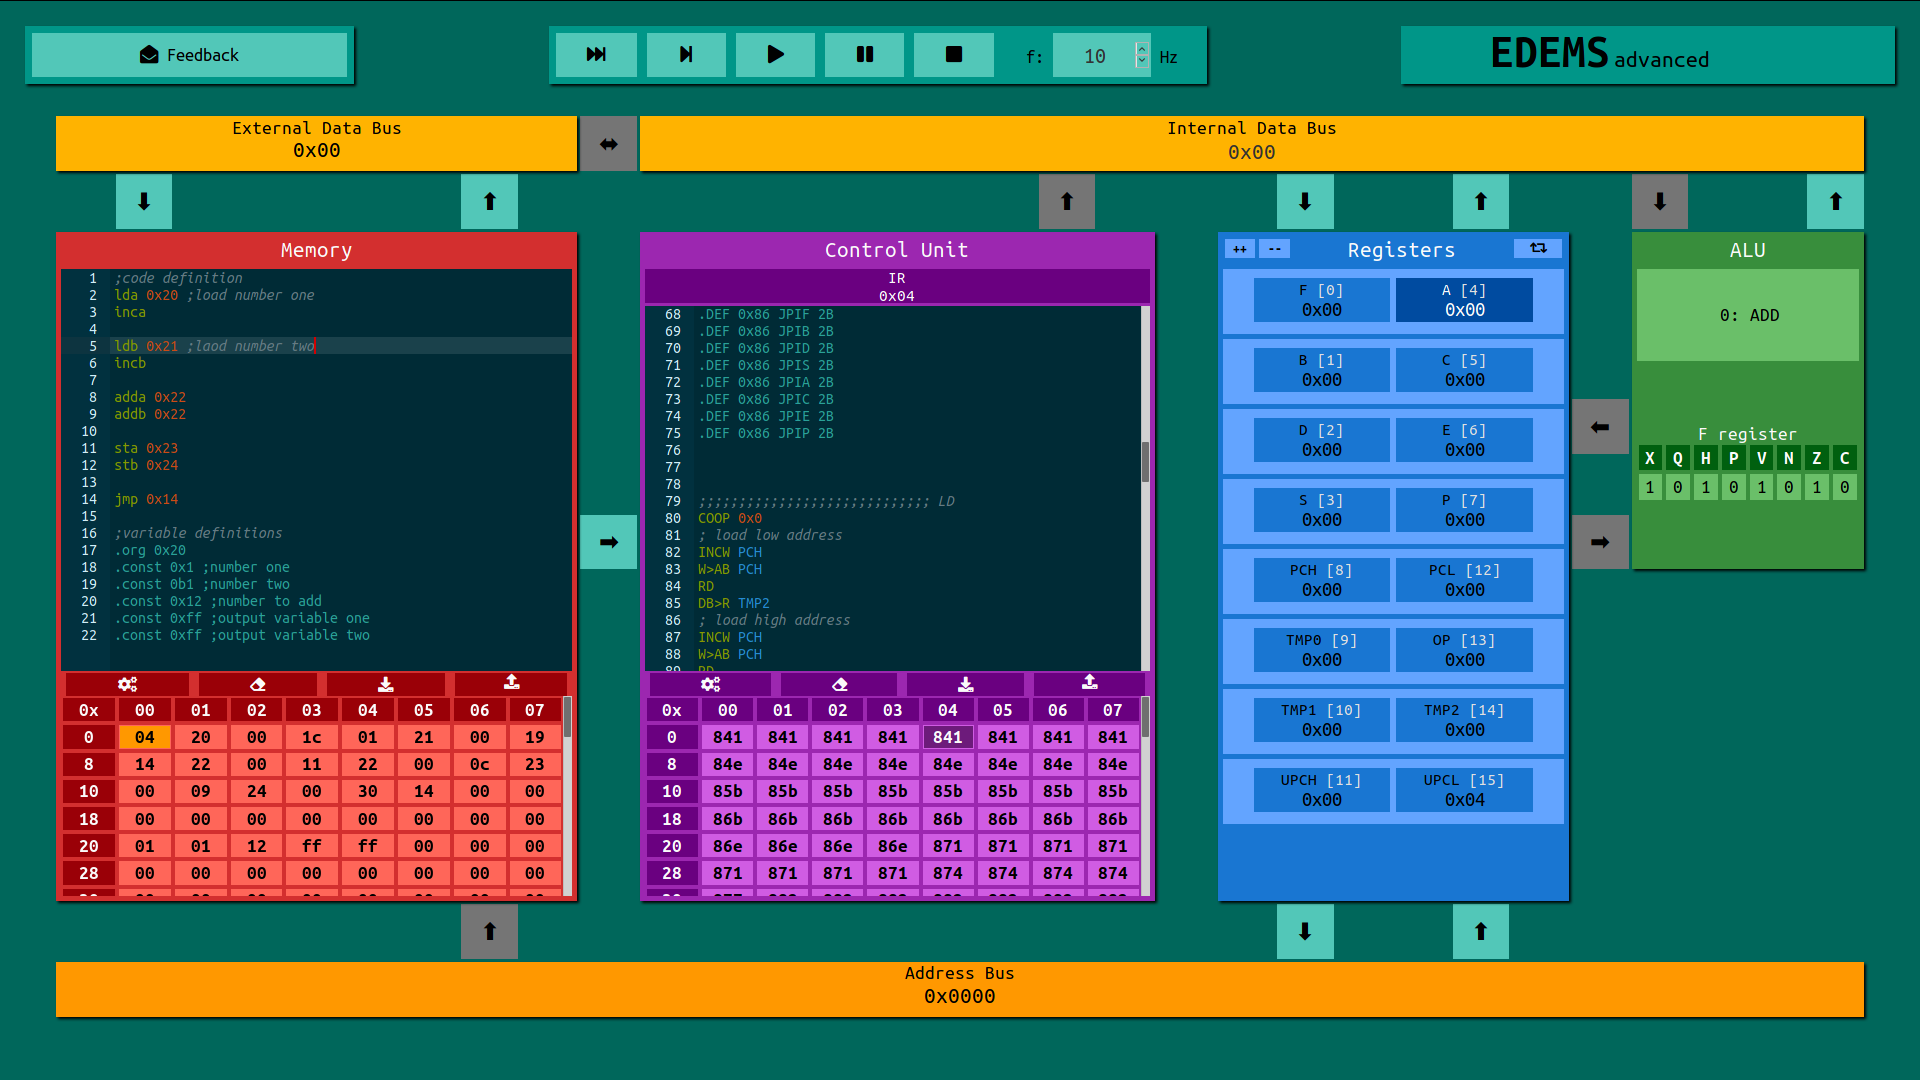 Feedback
f: 10 Hz
EDEMS advanced
External Data Bus
0x00
Internal Data Bus
0x00
Memory
1 ;code definition
2 lda 0x20 ;load number one
3 inca
4
5 ldb 0x21 ;laod number two
6 incb
7
8 adda 0x22
9 addb 0x22
10
11 sta 0x23
12 stb 0x24
13
14 jmp 0x14
15
16 ;variable definitions
17 .org 0x20
18 .const 0x1 ;number one
19 .const 0b1 ;number two
20 .const 0x12 ;number to add
21 .const 0xff ;output variable one
22 .const 0xff ;output variable two
0x 00 01 02 03 04 05 06 07
0 04 20 00 1c 01 21 00 19
8 14 22 00 11 22 00 0c 23
10 00 09 24 00 30 14 00 00
18 00 00 00 00 00 00 00 00
20 01 01 12 ff ff 00 00 00
28 00 00 00 00 00 00 00 00
Control Unit
IR
0x04
68 .DEF 0x86 JPIF 2B
69 .DEF 0x86 JPIB 2B
70 .DEF 0x86 JPID 2B
71 .DEF 0x86 JPIS 2B
72 .DEF 0x86 JPIA 2B
73 .DEF 0x86 JPIC 2B
74 .DEF 0x86 JPIE 2B
75 .DEF 0x86 JPIP 2B
76
77
78
79 ;;;;;;;;;;;;;;;;;;;;;;;;;;;; LD
80 COOP 0x0
81 ; load low address
82 INCW PCH
83 W>AB PCH
84 RD
85 DB>R TMP2
86 ; load high address
87 INCW PCH
88 W>AB PCH
89 RD
0x 00 01 02 03 04 05 06 07
0 841 841 841 841 841 841 841 841
8 84e 84e 84e 84e 84e 84e 84e 84e
10 85b 85b 85b 85b 85b 85b 85b 85b
18 86b 86b 86b 86b 86b 86b 86b 86b
20 86e 86e 86e 86e 871 871 871 871
28 871 871 871 871 874 874 874 874
++ -- Registers
F [0] A [4]
0x00 0x00
B [1] C [5]
0x00 0x00
D [2] E [6]
0x00 0x00
S [3] P [7]
0x00 0x00
PCH [8] PCL [12]
0x00 0x00
TMP0 [9] OP [13]
0x00 0x00
TMP1 [10] TMP2 [14]
0x00 0x00
UPCH [11] UPCL [15]
0x00 0x04
ALU
0: ADD
F register
X Q H P V N Z C
1 0 1 0 1 0 1 0
Address Bus
0x0000